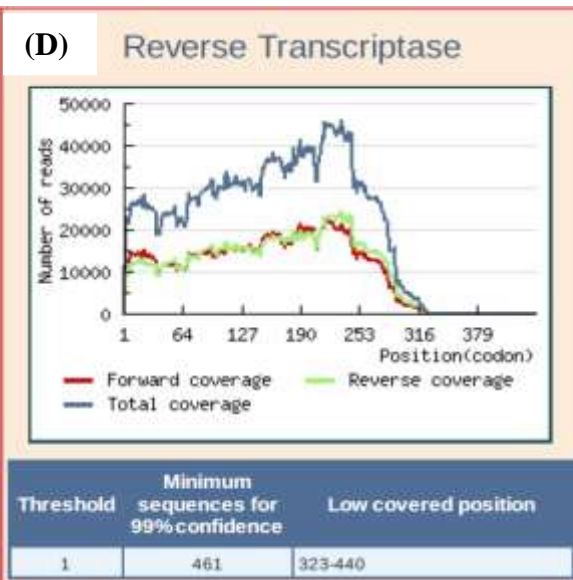 (D) Reverse Transcriptase
Number of reads
50000
40000
30000
20000
10000
0
1 64 127 190 253 316 379
Position(codon)
Forward coverage Reverse coverage
Total coverage
Threshold Minimum sequences for 99% confidence Low covered position
1 461 323-440